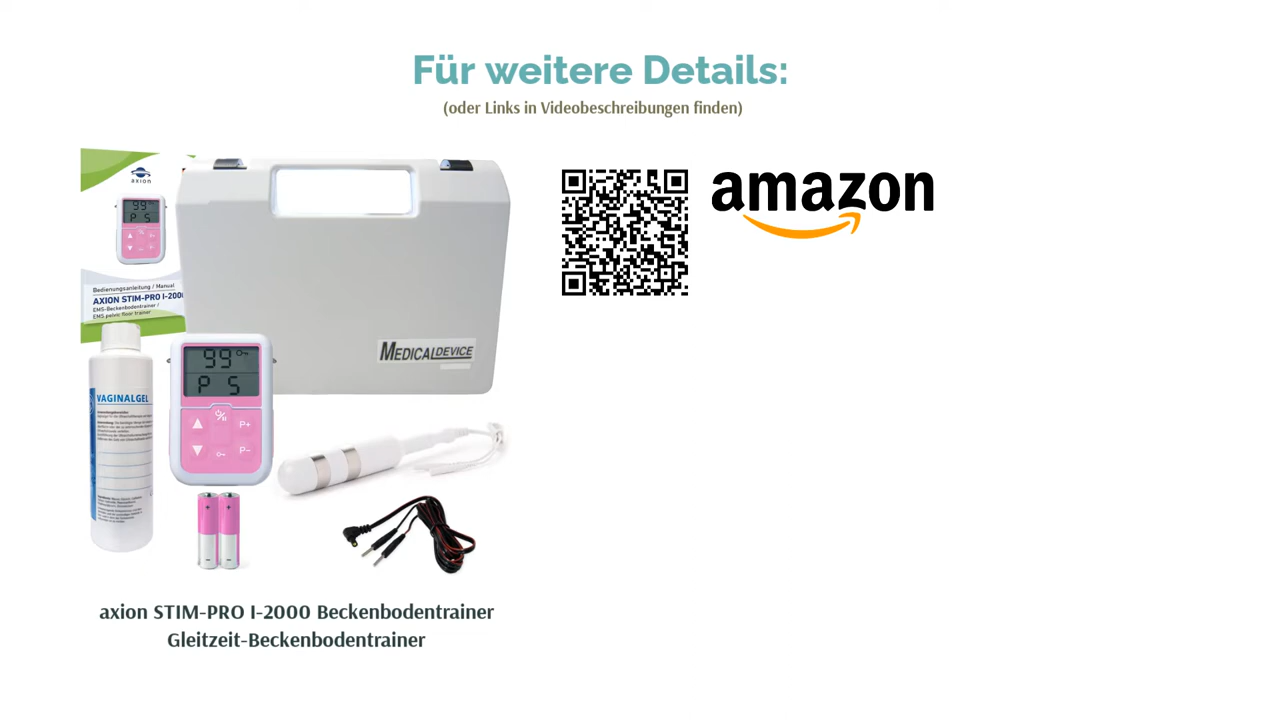 Für weitere Details:
(oder Links in Videobeschreibungen finden)
axion
99
P S
Bedienungsanleitung / Manual
AXION STIM-PRO I-2000
EMS-Beckenbodentrainer /
EMS pelvic floor trainer
MEDICALDEVICE
99
P S
P+
P−
VAGINALGEL
amazon
axion STIM-PRO I-2000 Beckenbodentrainer
Gleitzeit-Beckenbodentrainer